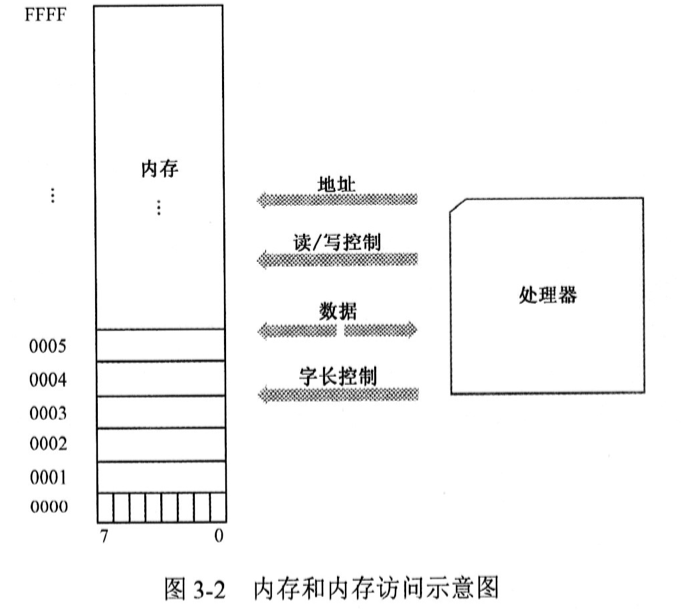 FFFF
内存
⋮
⋮
地址
读/写控制
处理器
数据
字长控制
0005
0004
0003
0002
0001
0000
7 0
图 3-2 内存和内存访问示意图